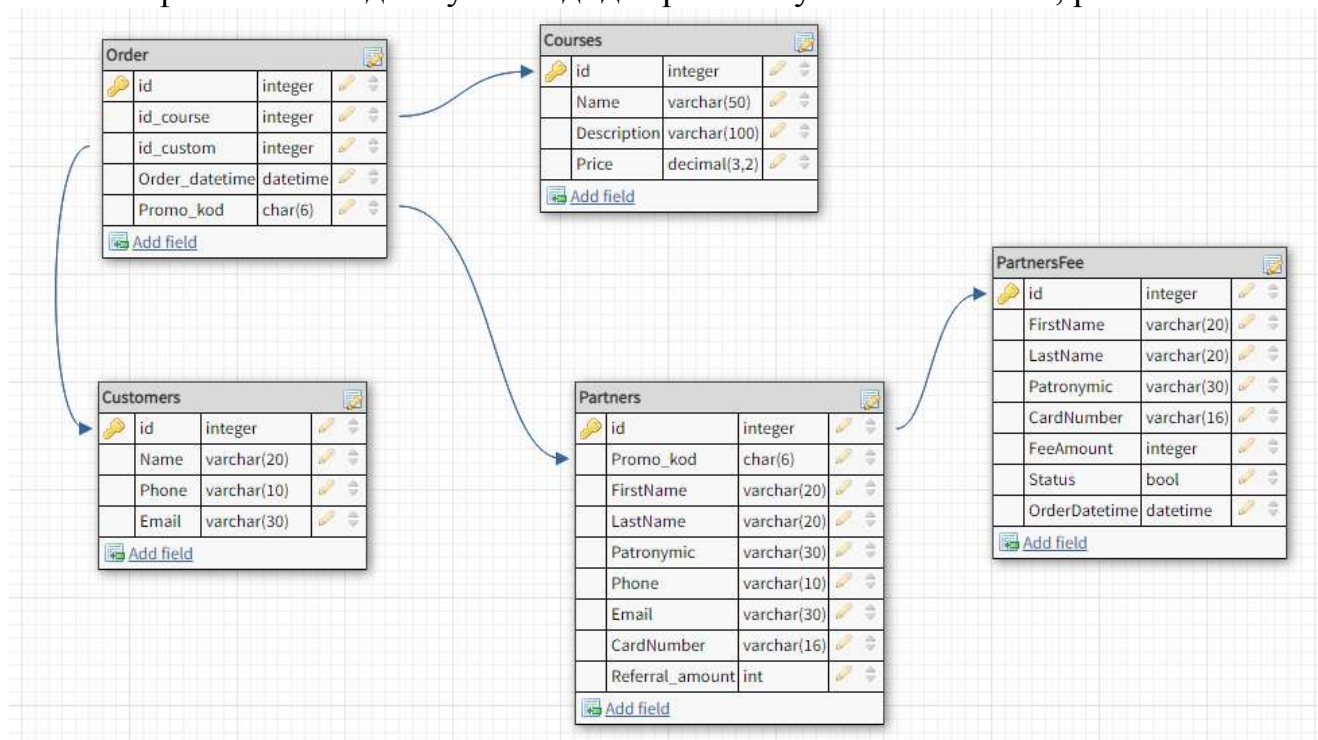 Order
id integer
id_course integer
id_custom integer
Order_datetime datetime
Promo_kod char(6)
Add field
Courses
id integer
Name varchar(50)
Description varchar(100)
Price decimal(3,2)
Add field
Customers
id integer
Name varchar(20)
Phone varchar(10)
Email varchar(30)
Add field
Partners
id integer
Promo_kod char(6)
FirstName varchar(20)
LastName varchar(20)
Patronymic varchar(30)
Phone varchar(10)
Email varchar(30)
CardNumber varchar(16)
Referral_amount int
Add field
PartnersFee
id integer
FirstName varchar(20)
LastName varchar(20)
Patronymic varchar(30)
CardNumber varchar(16)
FeeAmount integer
Status bool
OrderDatetime datetime
Add field